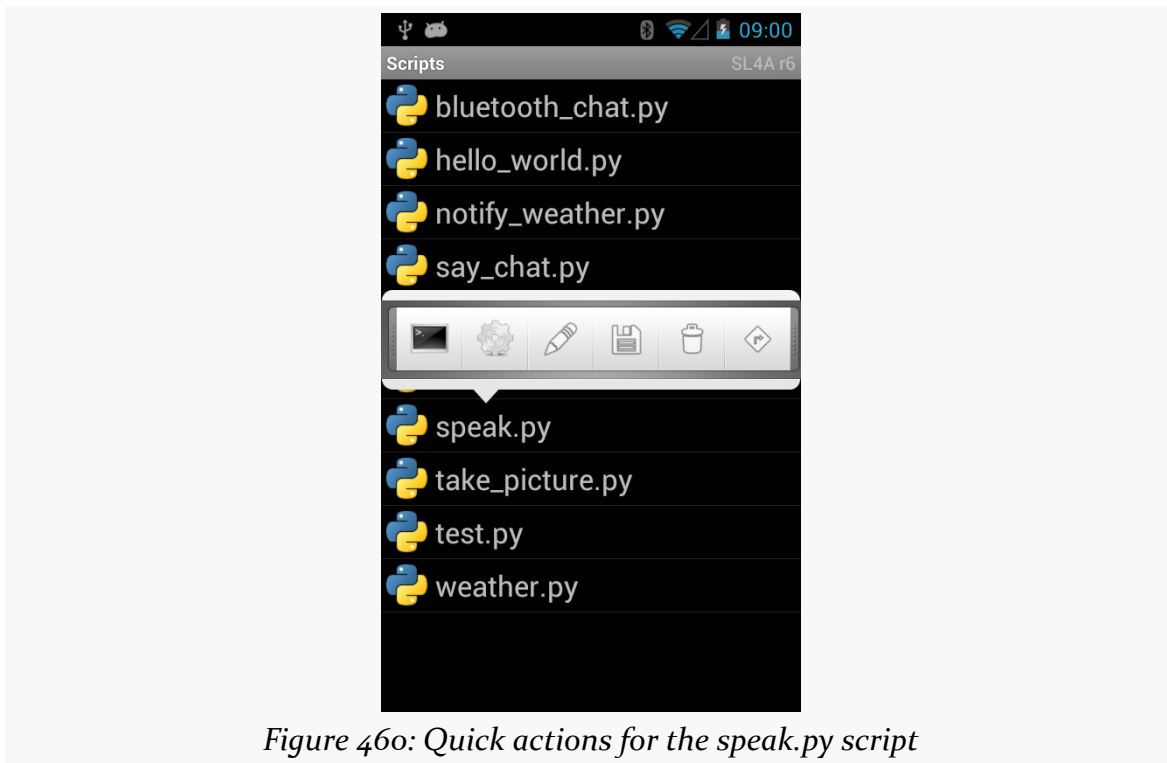 09:00
Scripts SL4A r6
bluetooth_chat.py
hello_world.py
notify_weather.py
say_chat.py
>_
speak.py
take_picture.py
test.py
weather.py
Figure 460: Quick actions for the speak.py script